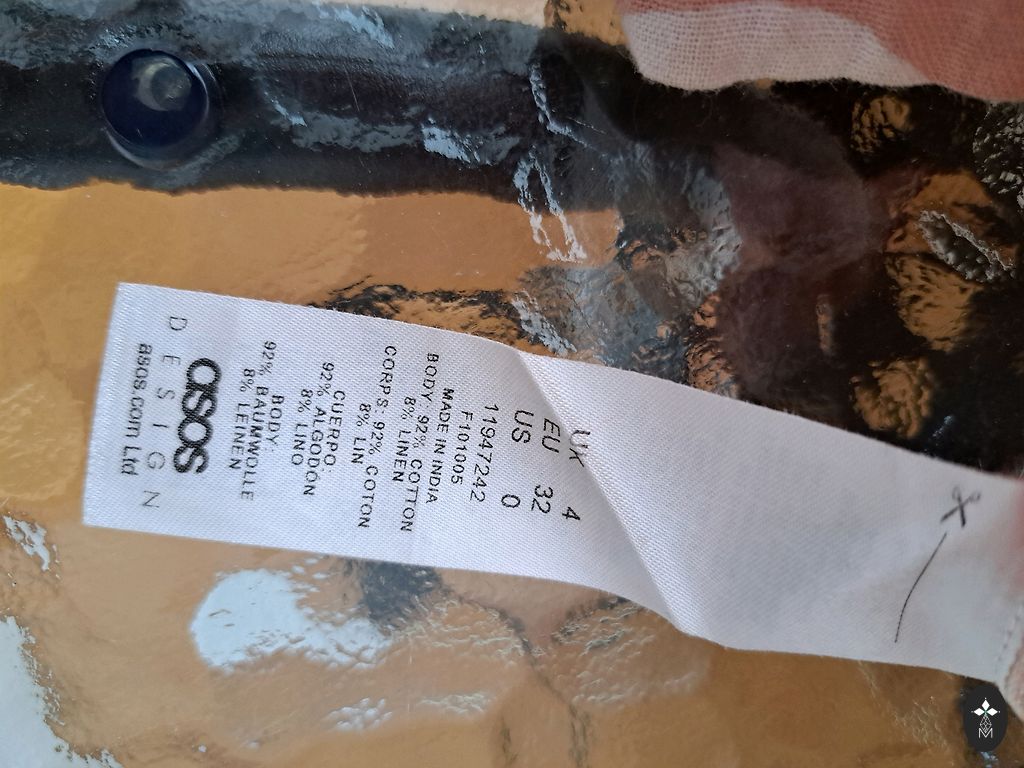 UK 4
EU 32
US 0
11947242
F101005
MADE IN INDIA
BODY: 92% COTTON
8% LINEN
CORPS: 92% COTON
8% LIN
CUERPO:
92% ALGODÓN
8% LINO
BODY:
92% BAUMWOLLE
8% LEINEN
asos
DESIGN
asos.com Ltd
M